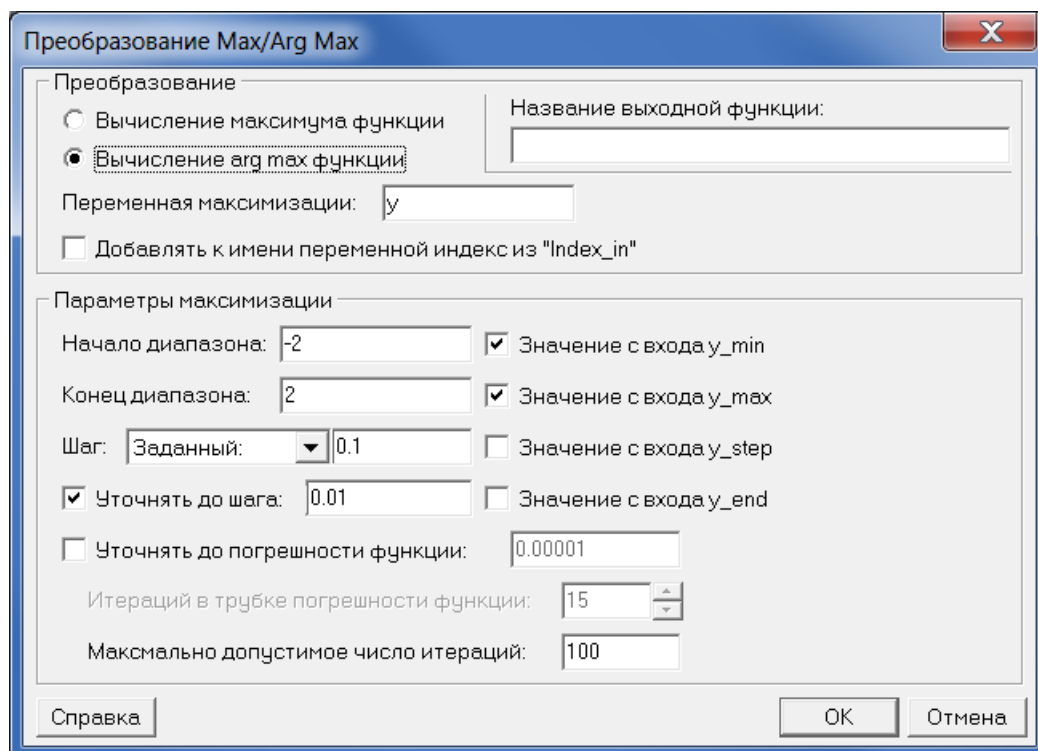 Преобразование Max/Arg Max
Преобразование
Вычисление максимума функции
Название выходной функции:
Вычисление arg max функции
Переменная максимизации: y
Добавлять к имени переменной индекс из "Index_in"
Параметры максимизации
Начало диапазона: -2 Значение с входа y_min
Конец диапазона: 2 Значение с входа y_max
Шаг: Заданный: 0.1 Значение с входа y_step
Уточнять до шага: 0.01 Значение с входа y_end
Уточнять до погрешности функции: 0.00001
Итераций в трубке погрешности функции: 15
Максмально допустимое число итераций: 100
Справка OK Отмена